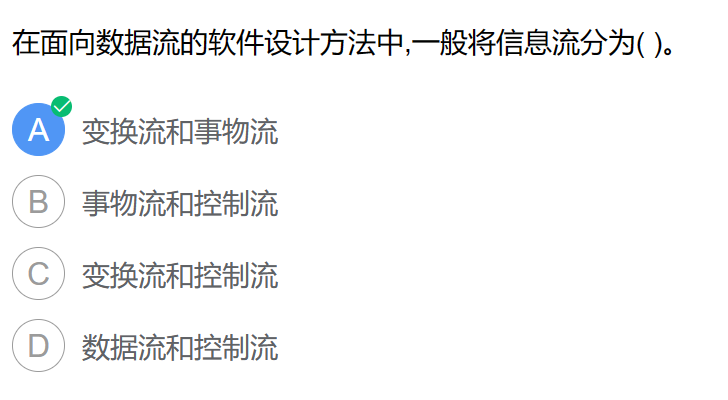 在面向数据流的软件设计方法中,一般将信息流分为( )。
A 变换流和事物流
B 事物流和控制流
C 变换流和控制流
D 数据流和控制流